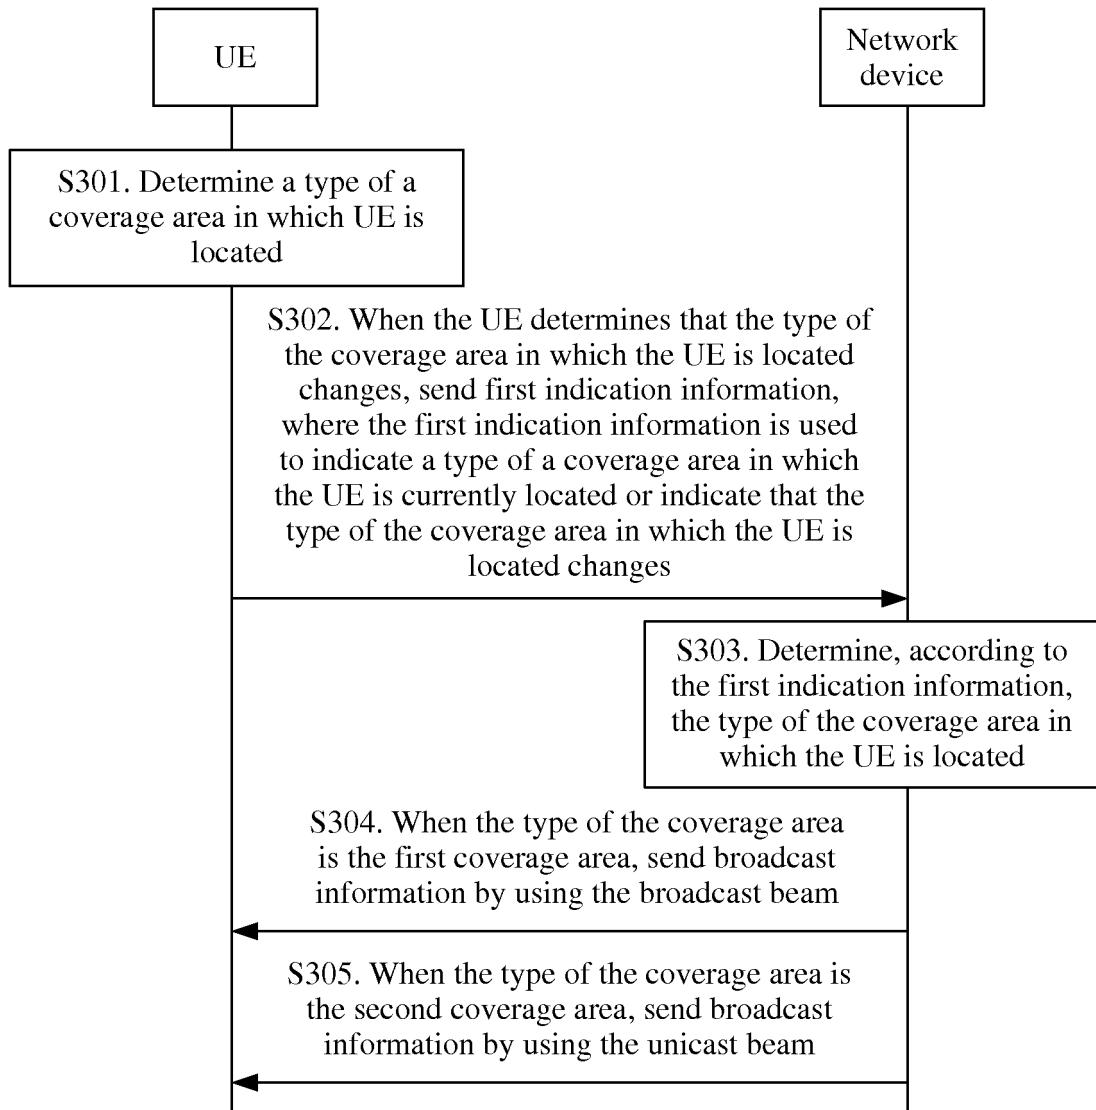 UE
Network
device
S301. Determine a type of a
coverage area in which UE is
located
S302. When the UE determines that the type of
the coverage area in which the UE is located
changes, send first indication information,
where the first indication information is used
to indicate a type of a coverage area in which
the UE is currently located or indicate that the
type of the coverage area in which the UE is
located changes
S303. Determine, according to
the first indication information,
the type of the coverage area in
which the UE is located
S304. When the type of the coverage area
is the first coverage area, send broadcast
information by using the broadcast beam
S305. When the type of the coverage area is
the second coverage area, send broadcast
information by using the unicast beam